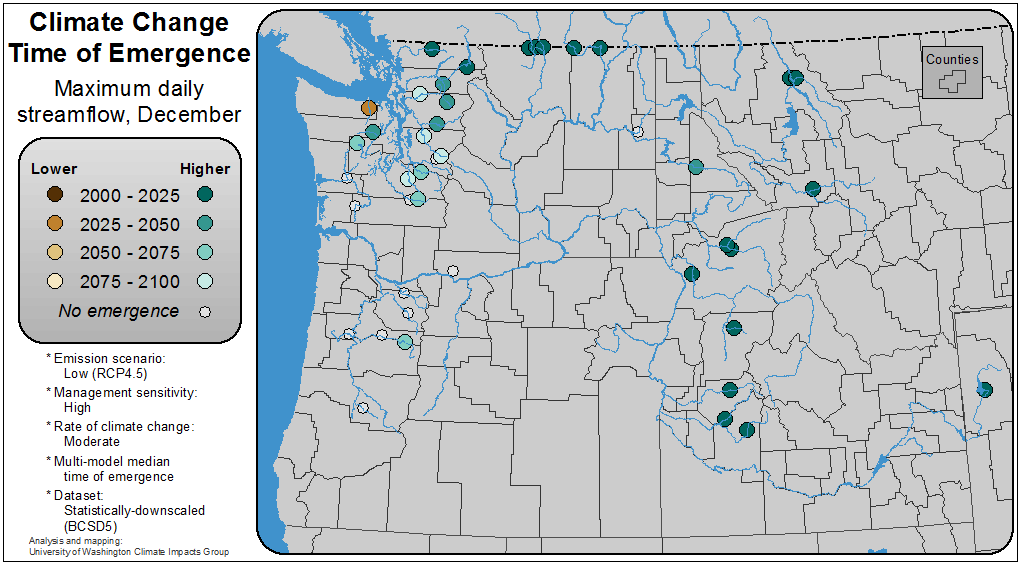 Climate Change
Time of Emergence
Maximum daily
streamflow, December
Lower Higher
2000 - 2025
2025 - 2050
2050 - 2075
2075 - 2100
No emergence
* Emission scenario:
Low (RCP4.5)
* Management sensitivity:
High
* Rate of climate change:
Moderate
* Multi-model median
time of emergence
* Dataset:
Statistically-downscaled
(BCSD5)
Analysis and mapping:
University of Washington Climate Impacts Group
Counties